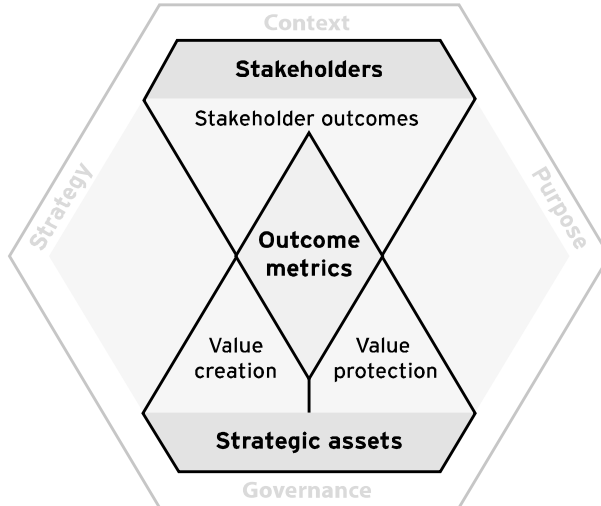 Context
Stakeholders
Stakeholder outcomes
Strategy
Purpose
Outcome
metrics
Value
creation
Value
protection
Strategic assets
Governance